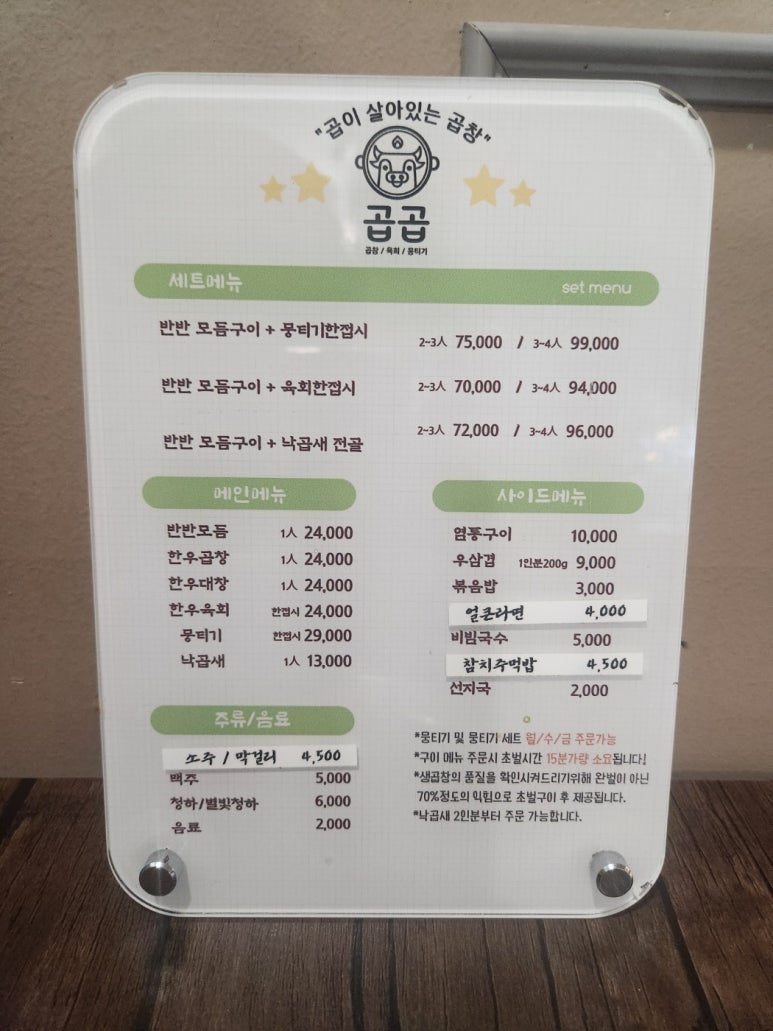 "곱이 살아있는 곱창"
곱곱
곱창 / 육회 / 뭉티기
세트메뉴 set menu
반반 모듬구이 + 뭉티기한접시 2~3人 75,000 / 3~4人 99,000
반반 모듬구이 + 육회한접시 2~3人 70,000 / 3~4人 94,000
반반 모듬구이 + 낙곱새 전골 2~3人 72,000 / 3~4人 96,000
메인메뉴
반반모듬 1人 24,000
한우곱창 1人 24,000
한우대창 1人 24,000
한우육회 한접시 24,000
뭉티기 한접시 29,000
낙곱새 1人 13,000
사이드메뉴
염통구이 10,000
우삼겹 1인분200g 9,000
볶음밥 3,000
얼큰라면 4,000
비빔국수 5,000
참치주먹밥 4,500
선지국 2,000
주류/음료
쏘주 / 막걸리 4,500
맥주 5,000
청하/별빛청하 6,000
음료 2,000
*뭉티기 및 뭉티기 세트 월/수/금 주문가능
*구이 메뉴 주문시 초벌시간 15분가량 소요됩니다!
*생곱창의 품질을 확인시켜드리기위해 완벌이 아닌
70%정도의 익힘으로 초벌구이 후 제공됩니다.
*낙곱새 2인분부터 주문 가능합니다.